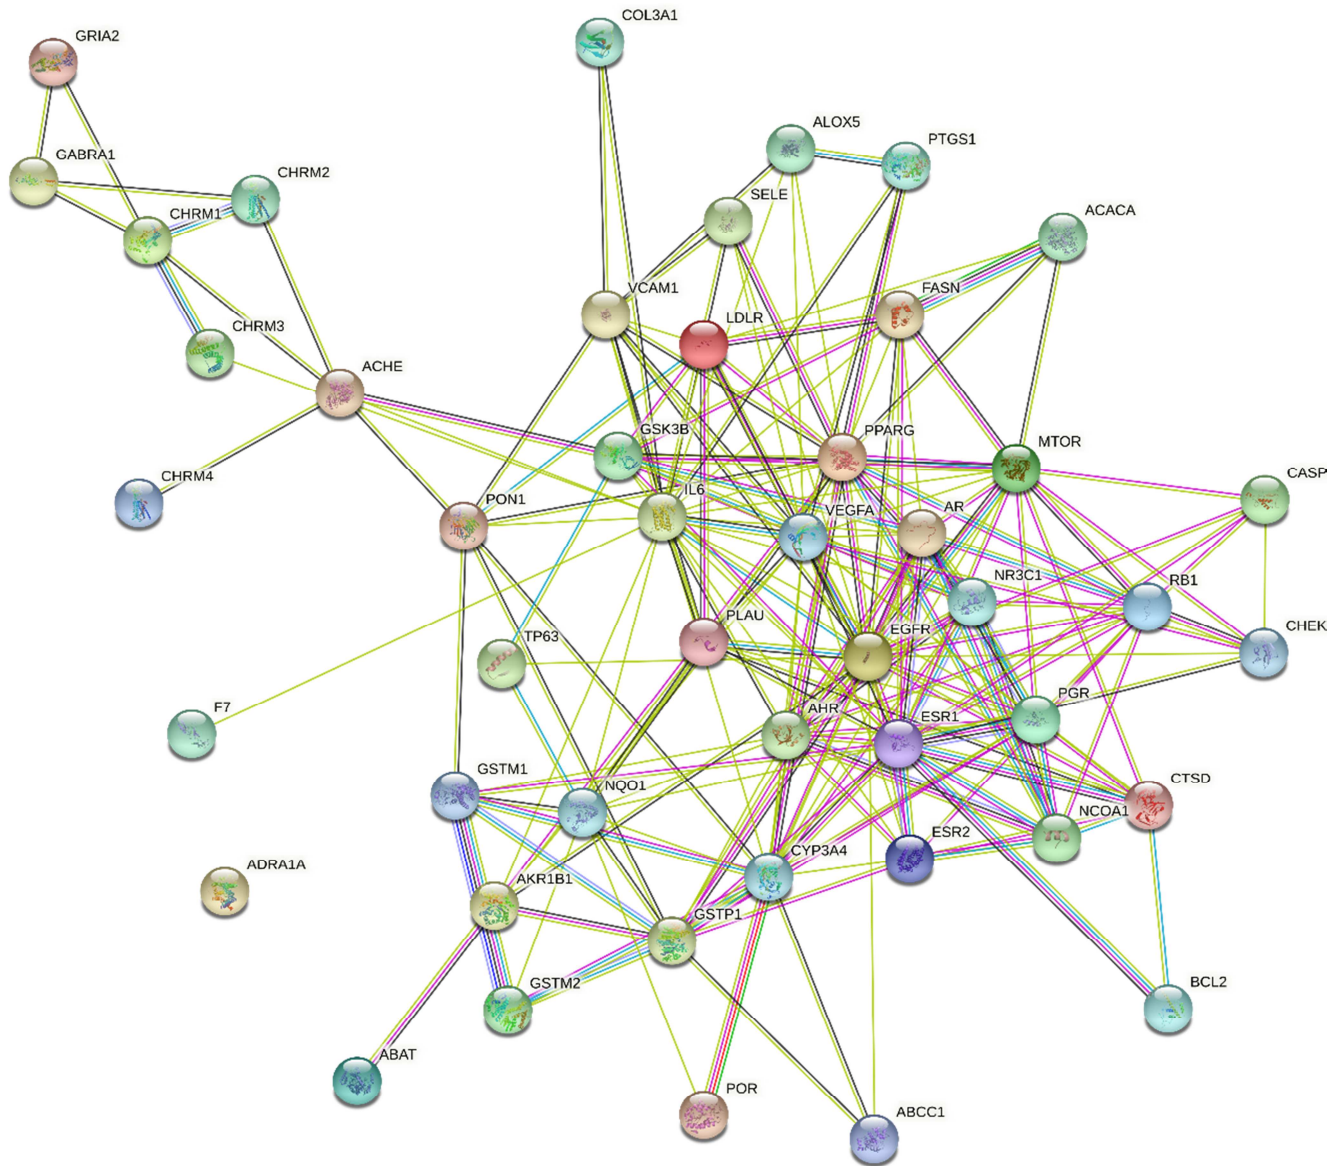 COL3A1
GRIA2
ALOX5
PTGS1
GABRA1
CHRM2
SELE
ACACA
CHRM1
VCAM1
FASN
LDLR
CHRM3
ACHE
GSK3B
PPARG
MTOR
CASP
CHRM4
PON1
IL6
VEGFA
AR
NR3C1
RB1
TP63
PLAU
EGFR
CHEK
F7
AHR
ESR1
PGR
GSTM1
NQO1
CTSD
NCOA1
ESR2
CYP3A4
ADRA1A
AKR1B1
GSTP1
GSTM2
BCL2
ABAT
POR
ABCC1